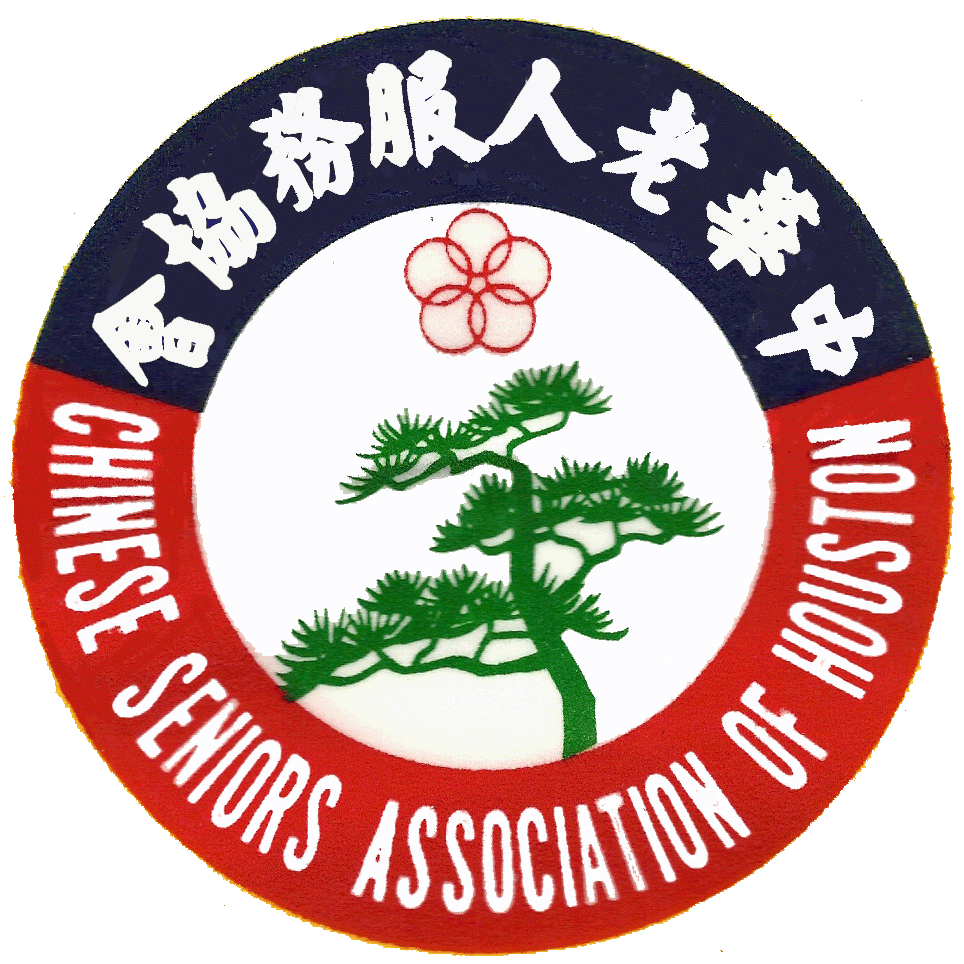 中華老人服務協會
CHINESE SENIORS ASSOCIATION OF HOUSTON